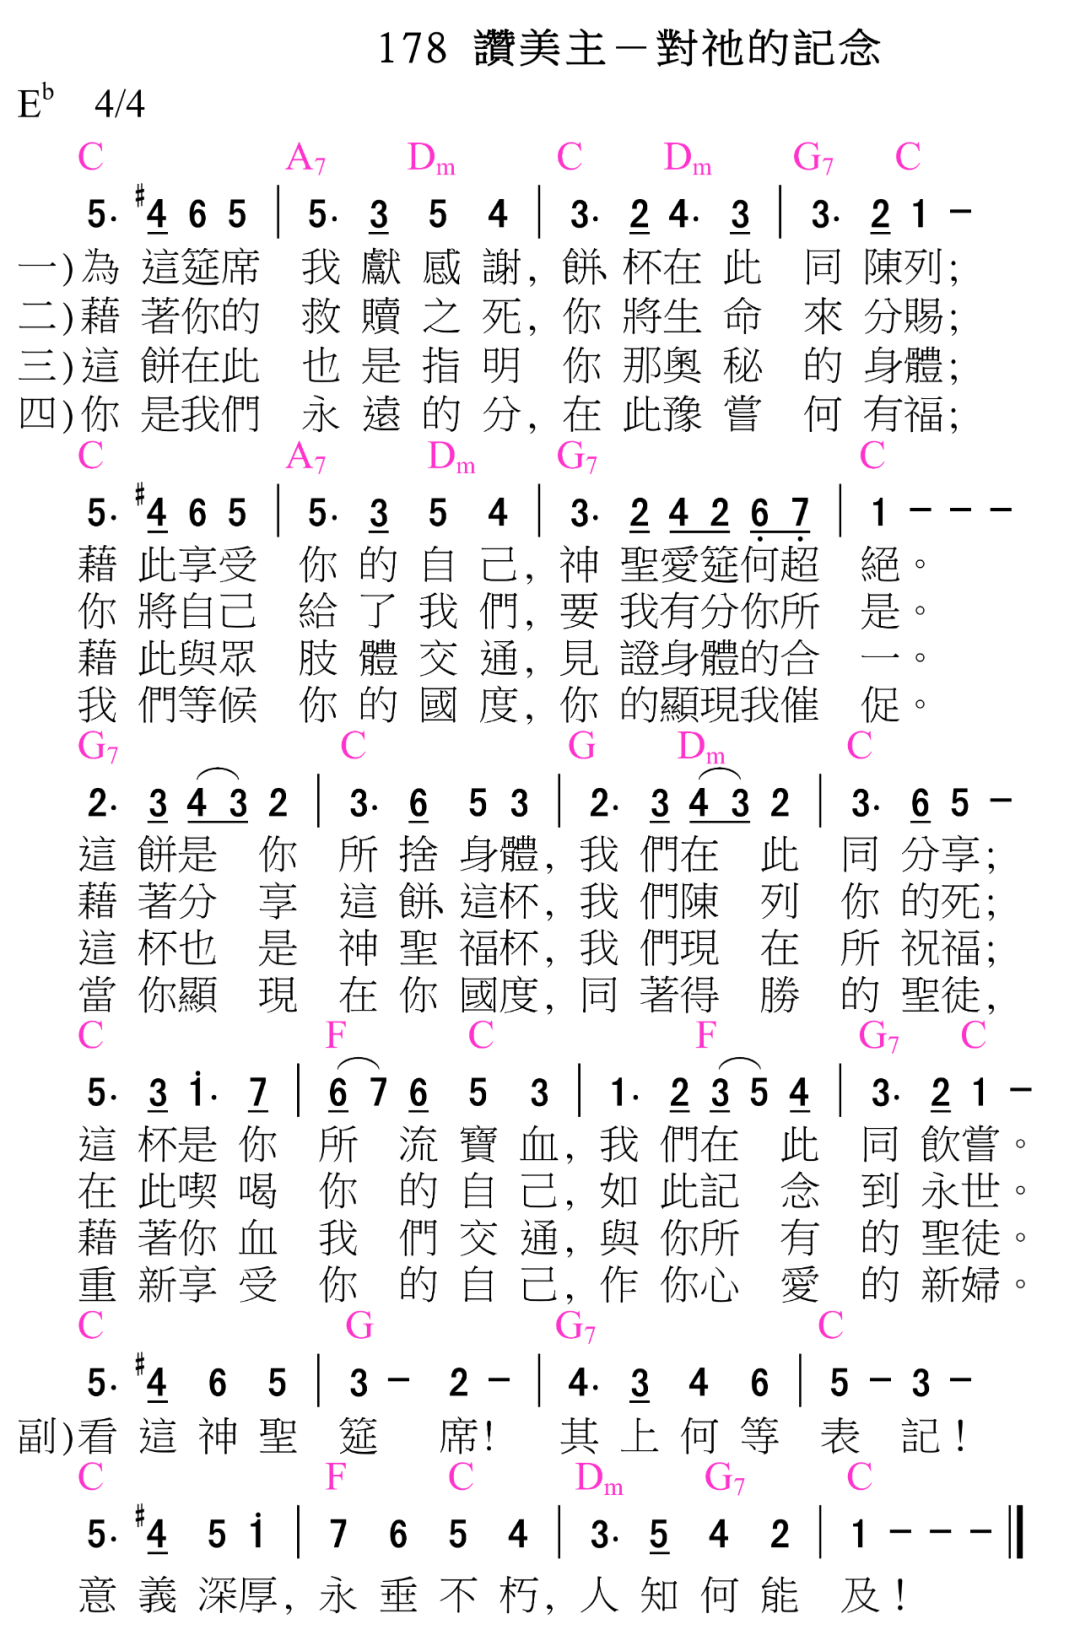 178 讚美主－對祂的記念
E♭ 4/4
C A7 Dm C Dm G7 C
5. #4 6 5 | 5. 3 5 4 | 3. 2 4. 3 | 3. 2 1 －
一)為這筵席 我獻感謝, 餅、杯在此 同陳列;
二)藉著你的 救贖之死, 你將生命 來分賜;
三)這餅在此 也是指明 你那奧秘 的身體;
四)你是我們 永遠的分, 在此豫嘗 何有福;
C A7 Dm G7 C
5. #4 6 5 | 5. 3 5 4 | 3. 2 4 2 6̣ 7̣ | 1 － － －
藉此享受 你的自己, 神聖愛筵何超 絕。
你將自己 給了我們, 要我有分你所 是。
藉此與眾 肢體交通, 見證身體的合 一。
我們等候 你的國度, 你的顯現我催 促。
G7 C G Dm C
2. 3 4 3 2 | 3. 6 5 3 | 2. 3 4 3 2 | 3. 6 5 －
這餅是你 所捨身體, 我們在此 同分享;
藉著分享 這餅、這杯, 我們陳列 你的死;
這杯也是 神聖福杯, 我們現在 所祝福;
當你顯現 在你國度, 同著得勝 的聖徒,
C F C F G7 C
5. 3 1̇. 7 | 6 7 6 5 3 | 1. 2 3 5 4 | 3. 2 1 －
這杯是你 所流寶血, 我們在此 同飲嘗。
在此喫喝 你的自己, 如此記念 到永世。
藉著你血 我們交通, 與你所有 的聖徒。
重新享受 你的自己, 作你心愛 的新婦。
C G G7 C
5. #4 6 5 | 3 － 2 － | 4. 3 4 6 | 5 － 3 －
副)看這神聖 筵席! 其上何等 表記!
C F C Dm G7 C
5. #4 5 1̇ | 7 6 5 4 | 3. 5 4 2 | 1 － － － ‖
意義深厚, 永垂不朽, 人知何能 及!